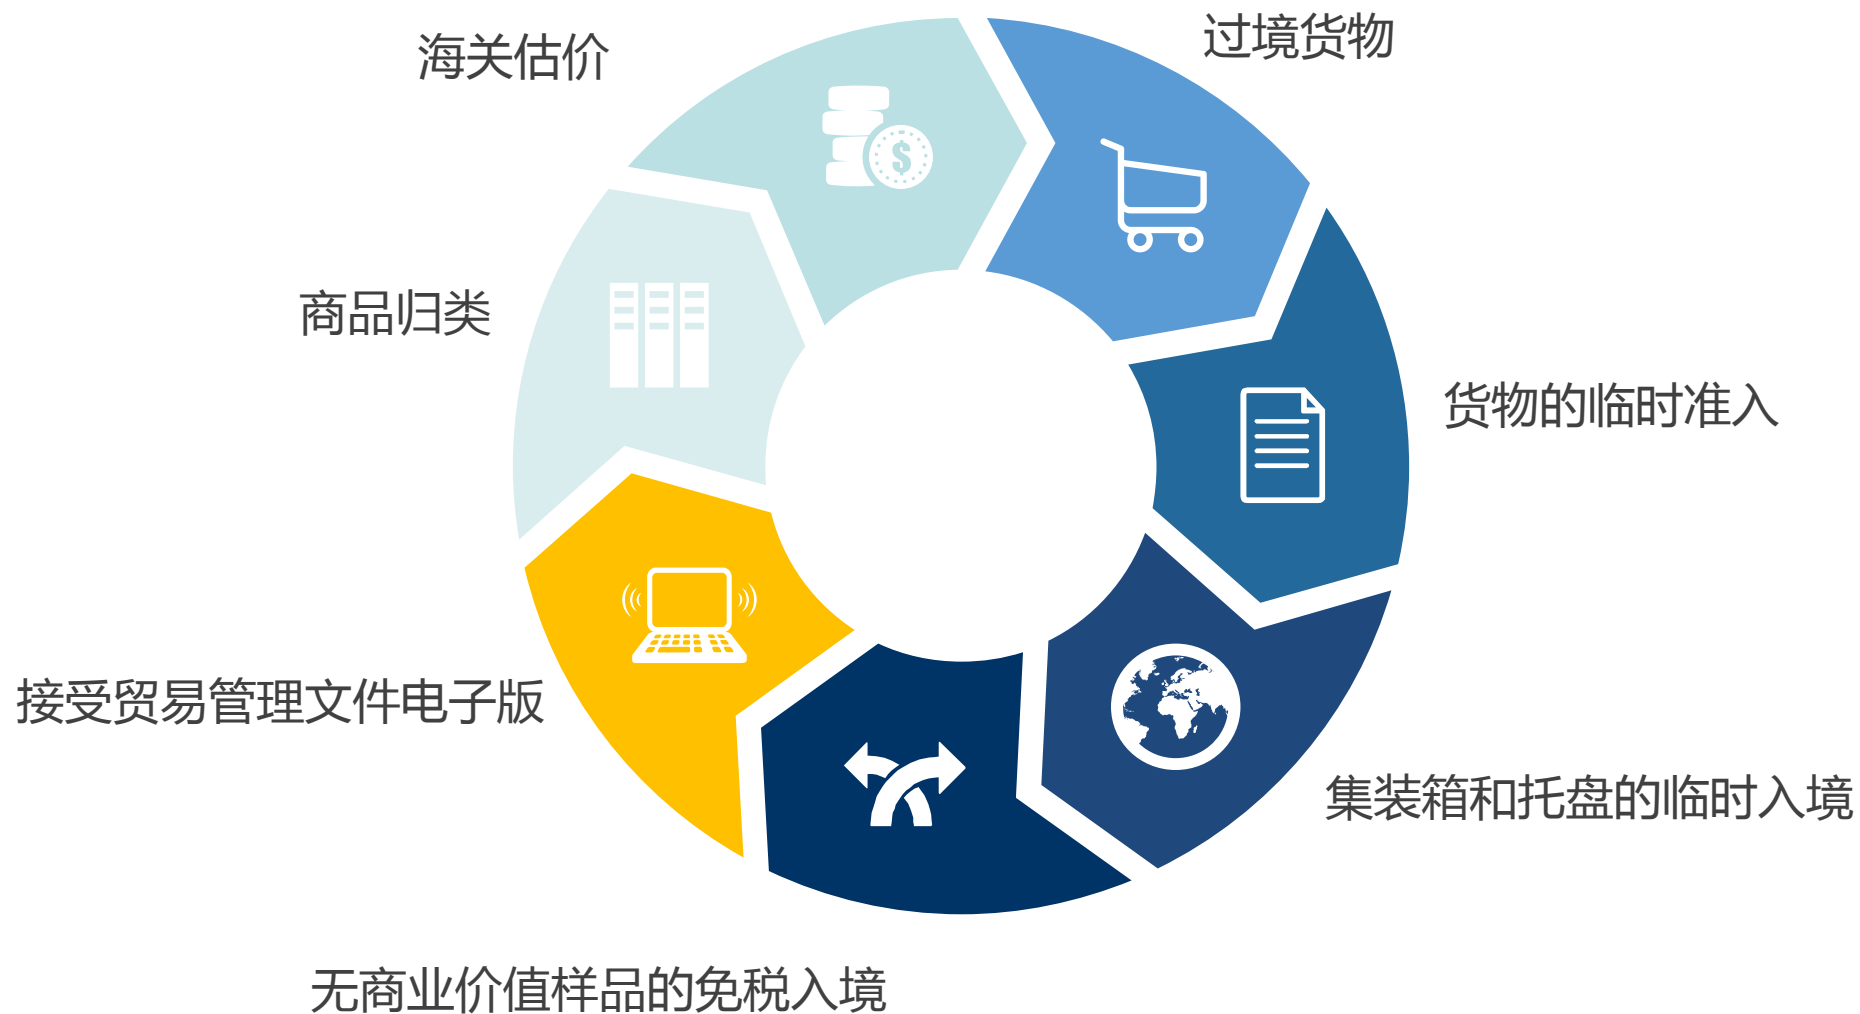 海关估价
过境货物
商品归类
货物的临时准入
接受贸易管理文件电子版
集装箱和托盘的临时入境
无商业价值样品的免税入境
$